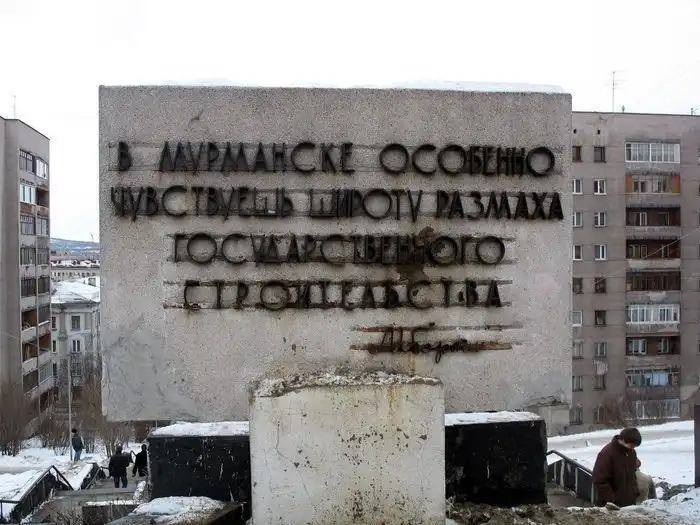 В МУРМАНСКЕ ОСОБЕННО
ЧУВСТВУЕШЬ ШИРОТУ РАЗМАХА
ГОСУДАРСТВЕННОГО
СТРОИТЕЛЬСТВА